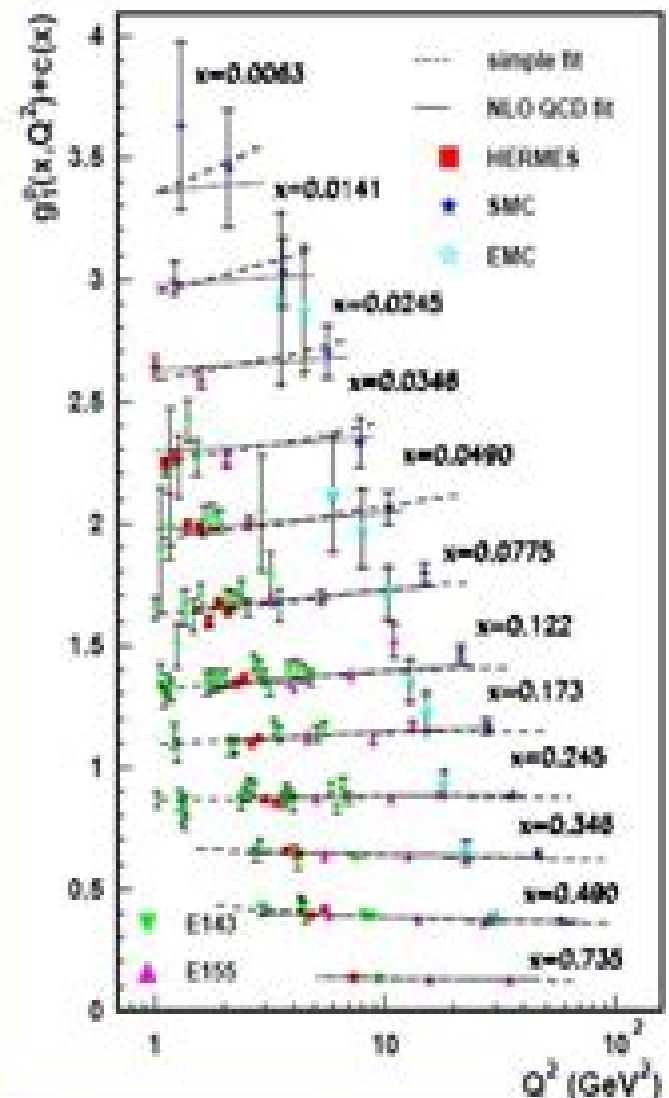 g₁ᵖ(x,Q²)+c(x)
4
3.5
3
2.5
2
1.5
1
0.5
0
simple fit
NLO QCD fit
HERMES
SMC
EMC
x=0.0063
x=0.0141
x=0.0245
x=0.0346
x=0.0490
x=0.0775
x=0.122
x=0.173
x=0.245
x=0.346
x=0.490
x=0.735
E143
E155
1
10
10²
Q² (GeV²)